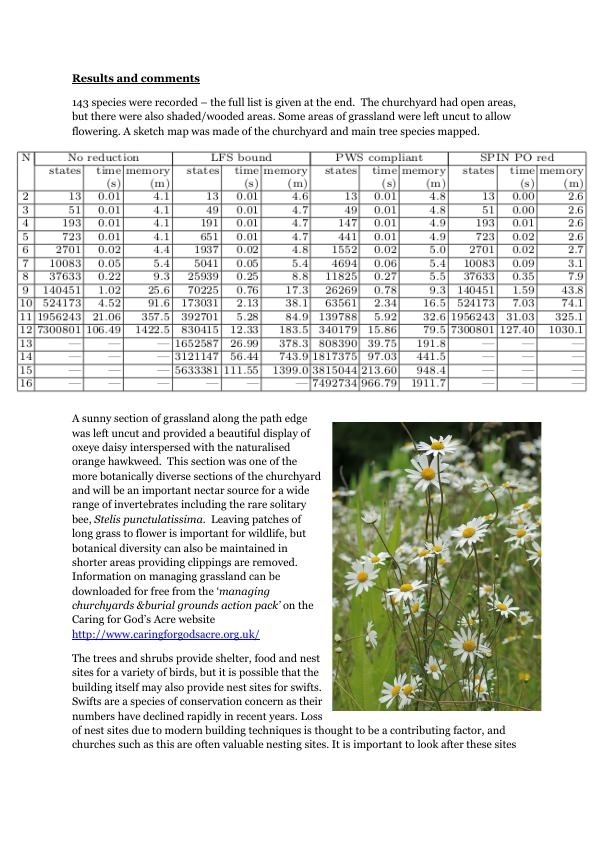 Results and comments
143 species were recorded – the full list is given at the end.  The churchyard had open areas,
but there were also shaded/wooded areas. Some areas of grassland were left uncut to allow
flowering. A sketch map was made of the churchyard and main tree species mapped.
N No reduction LFS bound PWS compliant SPIN PO red
states time memory states time memory states time memory states time memory
(s) (m) (s) (m) (s) (m) (s) (m)
2 13 0.01 4.1 13 0.01 4.6 13 0.01 4.8 13 0.00 2.6
3 51 0.01 4.1 49 0.01 4.7 49 0.01 4.8 51 0.00 2.6
4 193 0.01 4.1 191 0.01 4.7 147 0.01 4.9 193 0.01 2.6
5 723 0.01 4.1 651 0.01 4.7 441 0.01 4.9 723 0.02 2.6
6 2701 0.02 4.4 1937 0.02 4.8 1552 0.02 5.0 2701 0.02 2.7
7 10083 0.05 5.4 5041 0.05 5.4 4694 0.06 5.4 10083 0.09 3.1
8 37633 0.22 9.3 25939 0.25 8.8 11825 0.27 5.5 37633 0.35 7.9
9 140451 1.02 25.6 70225 0.76 17.3 26269 0.78 9.3 140451 1.59 43.8
10 524173 4.52 91.6 173031 2.13 38.1 63561 2.34 16.5 524173 7.03 74.1
11 1956243 21.06 357.5 392701 5.28 84.9 139788 5.92 32.6 1956243 31.03 325.1
12 7300801 106.49 1422.5 830415 12.33 183.5 340179 15.86 79.5 7300801 127.40 1030.1
13 — — — 1652587 26.99 378.3 808390 39.75 191.8 — — —
14 — — — 3121147 56.44 743.9 1817375 97.03 441.5 — — —
15 — — — 5633381 111.55 1399.0 3815044 213.60 948.4 — — —
16 — — — — — — 7492734 966.79 1911.7 — — —
A sunny section of grassland along the path edge
was left uncut and provided a beautiful display of
oxeye daisy interspersed with the naturalised
orange hawkweed.  This section was one of the
more botanically diverse sections of the churchyard
and will be an important nectar source for a wide
range of invertebrates including the rare solitary
bee, Stelis punctulatissima.  Leaving patches of
long grass to flower is important for wildlife, but
botanical diversity can also be maintained in
shorter areas providing clippings are removed.
Information on managing grassland can be
downloaded for free from the ‘managing
churchyards &burial grounds action pack’ on the
Caring for God’s Acre website
http://www.caringforgodsacre.org.uk/
The trees and shrubs provide shelter, food and nest
sites for a variety of birds, but it is possible that the
building itself may also provide nest sites for swifts.
Swifts are a species of conservation concern as their
numbers have declined rapidly in recent years. Loss
of nest sites due to modern building techniques is thought to be a contributing factor, and
churches such as this are often valuable nesting sites. It is important to look after these sites